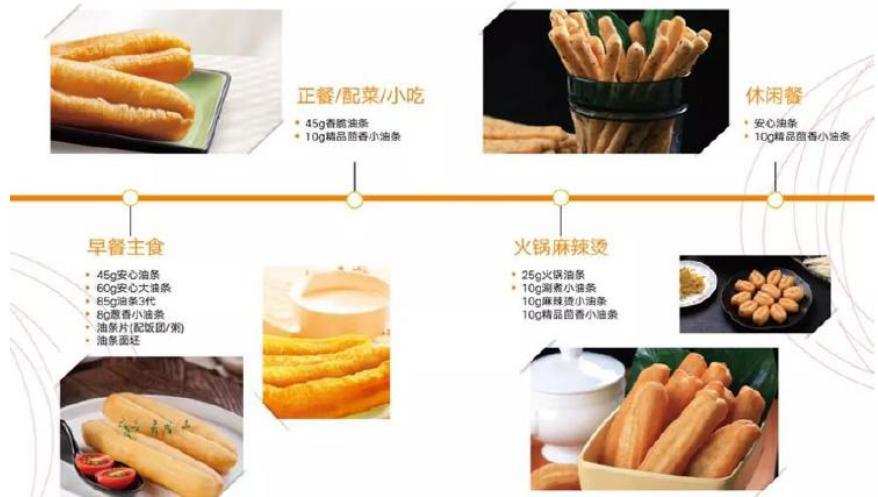 正餐/配菜/小吃
45g香脆油条
10g精品茴香小油条
休闲餐
安心油条
10g精品茴香小油条
早餐主食
45g安心油条
60g安心大油条
85g油条3代
8g葱香小油条
油条片(配饭团/粥)
油条面坯
火锅麻辣烫
25g火锅油条
10g涮煮小油条
10g麻辣烫小油条
10g精品茴香小油条